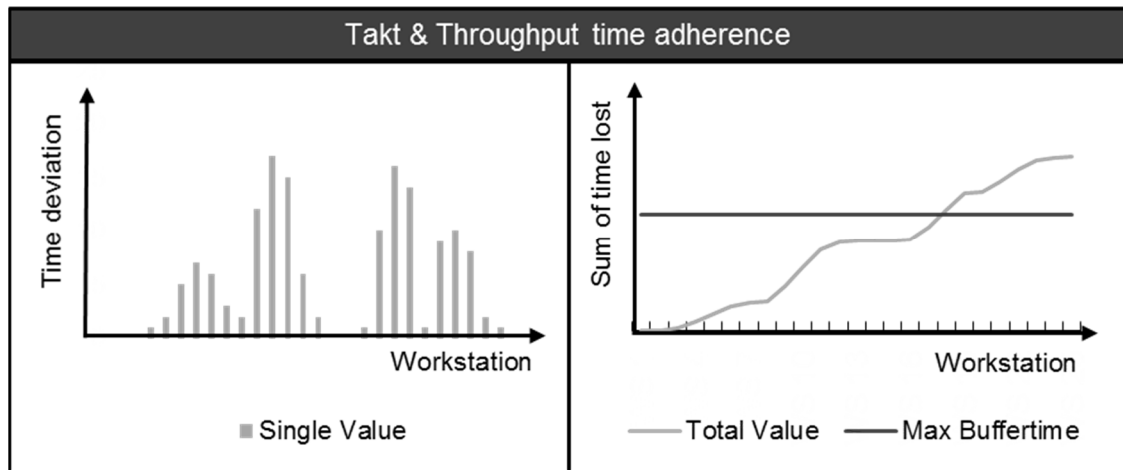 Takt & Throughput time adherence
Time deviation
Workstation
Single Value
Sum of time lost
Workstation
Total Value
Max Buffertime